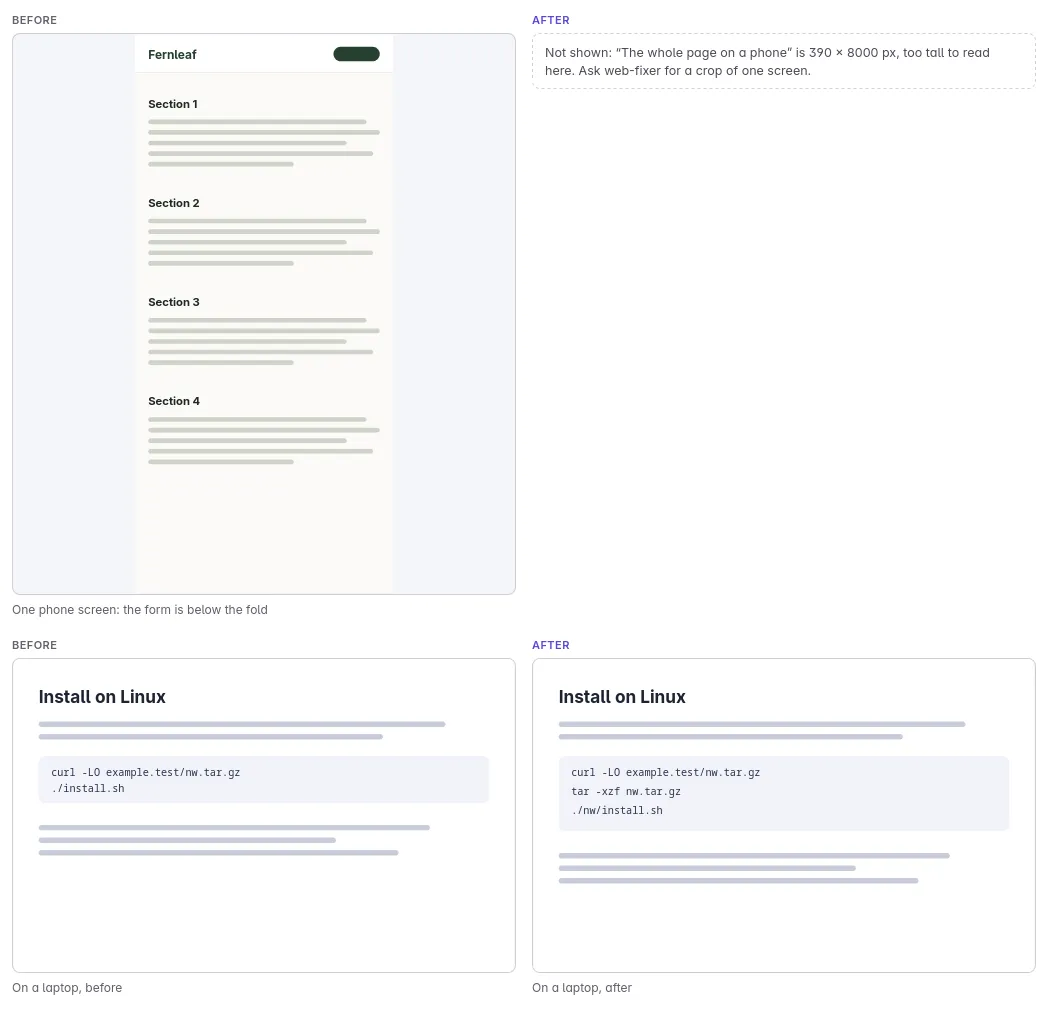 BEFORE
Fernleaf
Section 1
Section 2
Section 3
Section 4
One phone screen: the form is below the fold
AFTER
Not shown: “The whole page on a phone” is 390 × 8000 px, too tall to read
here. Ask web-fixer for a crop of one screen.
BEFORE
Install on Linux
curl -LO example.test/nw.tar.gz
./install.sh
On a laptop, before
AFTER
Install on Linux
curl -LO example.test/nw.tar.gz
tar -xzf nw.tar.gz
./nw/install.sh
On a laptop, after